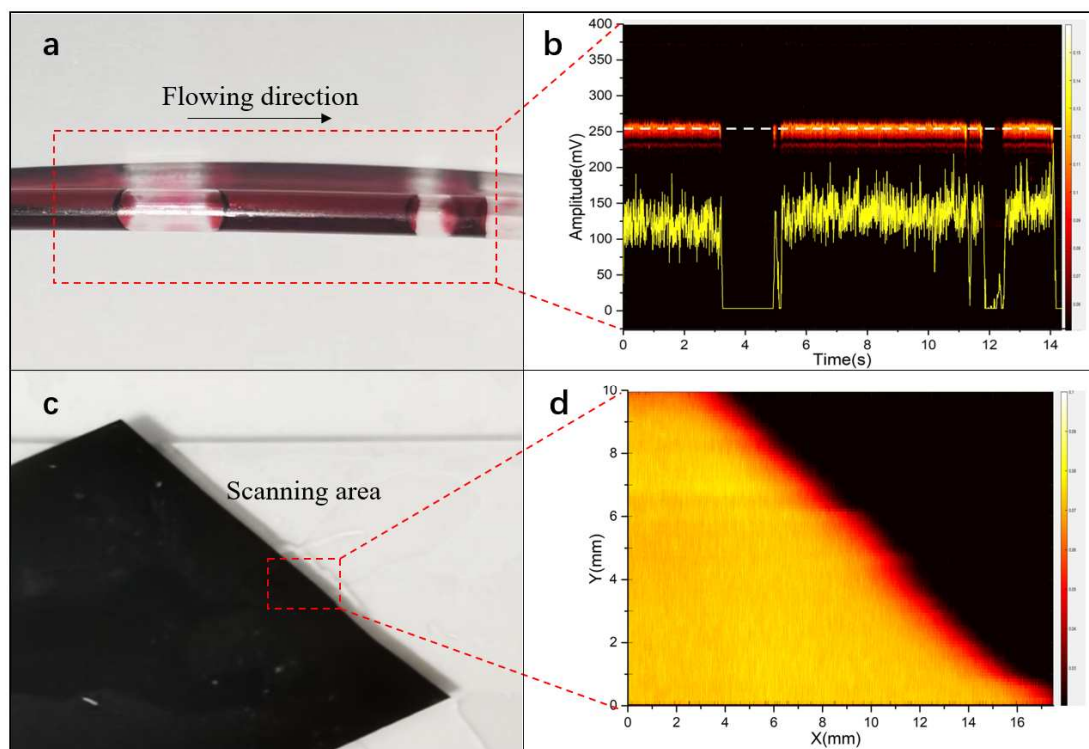 a
Flowing direction
b
400
350
300
250
200
150
100
50
0
Amplitude(mV)
0 2 4 6 8 10 12 14
Time(s)
c
Scanning area
d
10
8
6
4
2
0
Y(mm)
0 2 4 6 8 10 12 14 16
X(mm)